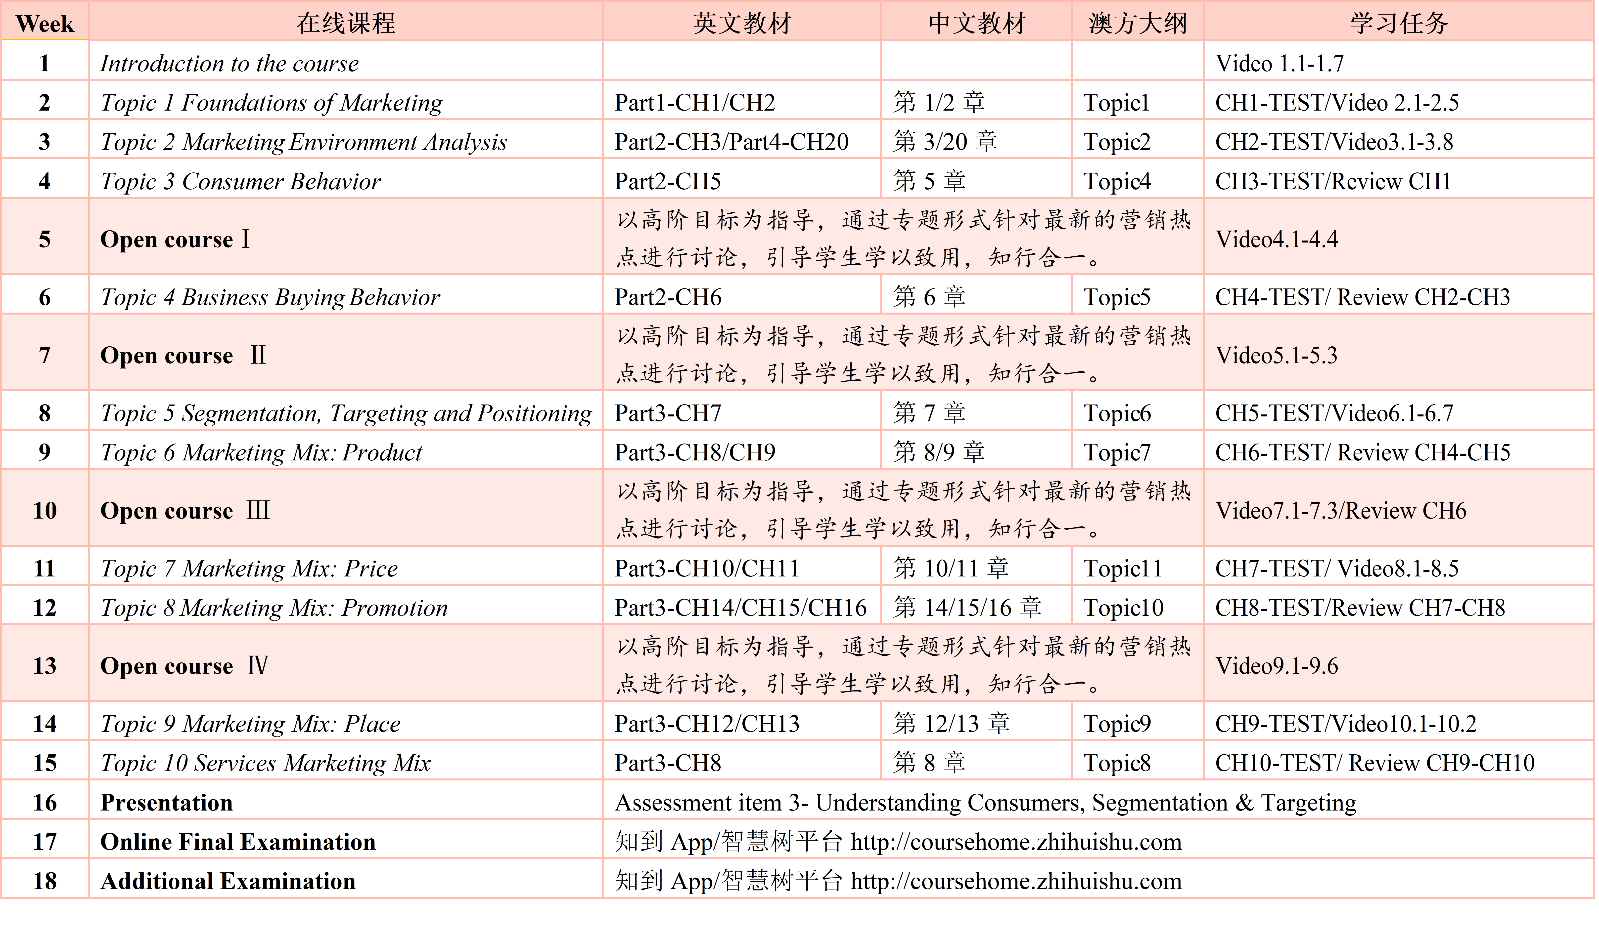 Week 在线课程 英文教材 中文教材 澳方大纲 学习任务
1 Introduction to the course Video 1.1-1.7
2 Topic 1 Foundations of Marketing Part1-CH1/CH2 第 1/2 章 Topic1 CH1-TEST/Video 2.1-2.5
3 Topic 2 Marketing Environment Analysis Part2-CH3/Part4-CH20 第 3/20 章 Topic2 CH2-TEST/Video3.1-3.8
4 Topic 3 Consumer Behavior Part2-CH5 第 5 章 Topic4 CH3-TEST/Review CH1
5 Open course Ⅰ 以高阶目标为指导，通过专题形式针对最新的营销热 Video4.1-4.4
点进行讨论，引导学生学以致用，知行合一。
6 Topic 4 Business Buying Behavior Part2-CH6 第 6 章 Topic5 CH4-TEST/ Review CH2-CH3
7 Open course Ⅱ 以高阶目标为指导，通过专题形式针对最新的营销热 Video5.1-5.3
点进行讨论，引导学生学以致用，知行合一。
8 Topic 5 Segmentation, Targeting and Positioning Part3-CH7 第 7 章 Topic6 CH5-TEST/Video6.1-6.7
9 Topic 6 Marketing Mix: Product Part3-CH8/CH9 第 8/9 章 Topic7 CH6-TEST/ Review CH4-CH5
10 Open course Ⅲ 以高阶目标为指导，通过专题形式针对最新的营销热 Video7.1-7.3/Review CH6
点进行讨论，引导学生学以致用，知行合一。
11 Topic 7 Marketing Mix: Price Part3-CH10/CH11 第 10/11 章 Topic11 CH7-TEST/ Video8.1-8.5
12 Topic 8 Marketing Mix: Promotion Part3-CH14/CH15/CH16 第 14/15/16 章 Topic10 CH8-TEST/Review CH7-CH8
13 Open course Ⅳ 以高阶目标为指导，通过专题形式针对最新的营销热 Video9.1-9.6
点进行讨论，引导学生学以致用，知行合一。
14 Topic 9 Marketing Mix: Place Part3-CH12/CH13 第 12/13 章 Topic9 CH9-TEST/Video10.1-10.2
15 Topic 10 Services Marketing Mix Part3-CH8 第 8 章 Topic8 CH10-TEST/ Review CH9-CH10
16 Presentation Assessment item 3- Understanding Consumers, Segmentation & Targeting
17 Online Final Examination 知到 App/智慧树平台 http://coursehome.zhihuishu.com
18 Additional Examination 知到 App/智慧树平台 http://coursehome.zhihuishu.com